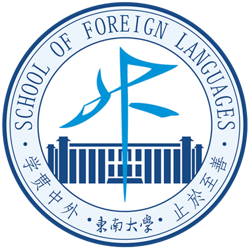 · SCHOOL OF FOREIGN LANGUAGES ·
学贯中外 · 東南大學 · 止於至善